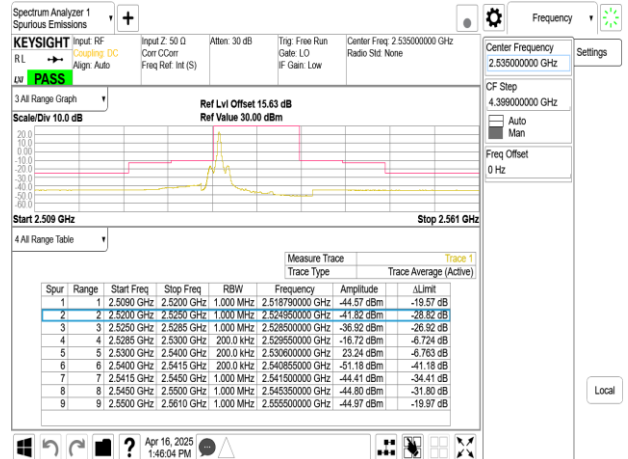 Spectrum Analyzer 1
Spurious Emissions
Frequency
KEYSIGHT
Input: RF
Coupling: DC
Align: Auto
Input Z: 50 Ω
Corr CCorr
Freq Ref: Int (S)
Atten: 30 dB
Trig: Free Run
Gate: LO
IF Gain: Low
Center Freq: 2.535000000 GHz
Radio Std: None
RL
LXI
PASS
Center Frequency
2.535000000 GHz
Settings
CF Step
4.399000000 GHz
Auto
Man
Freq Offset
0 Hz
3 All Range Graph
Ref Lvl Offset 15.63 dB
Scale/Div 10.0 dB
Ref Value 30.00 dBm
20.0
10.0
0.00
-10.0
-20.0
-30.0
-40.0
-50.0
-60.0
Start 2.509 GHz
Stop 2.561 GHz
4 All Range Table
Measure Trace Trace 1
Trace Type Trace Average (Active)
Spur Range Start Freq Stop Freq RBW Frequency Amplitude ΔLimit
1 1 2.5090 GHz 2.5200 GHz 1.000 MHz 2.518790000 GHz -44.57 dBm -19.57 dB
2 2 2.5200 GHz 2.5250 GHz 1.000 MHz 2.524950000 GHz -41.82 dBm -28.82 dB
3 3 2.5250 GHz 2.5285 GHz 1.000 MHz 2.528500000 GHz -36.92 dBm -26.92 dB
4 4 2.5285 GHz 2.5300 GHz 200.0 kHz 2.529550000 GHz -16.72 dBm -6.724 dB
5 5 2.5300 GHz 2.5400 GHz 200.0 kHz 2.530600000 GHz 23.24 dBm -6.763 dB
6 6 2.5400 GHz 2.5415 GHz 200.0 kHz 2.540855000 GHz -51.18 dBm -41.18 dB
7 7 2.5415 GHz 2.5450 GHz 1.000 MHz 2.541500000 GHz -44.41 dBm -34.41 dB
8 8 2.5450 GHz 2.5500 GHz 1.000 MHz 2.545350000 GHz -44.80 dBm -31.80 dB
9 9 2.5500 GHz 2.5610 GHz 1.000 MHz 2.555500000 GHz -44.97 dBm -19.97 dB
Local
?
Apr 16, 2025
1:46:04 PM